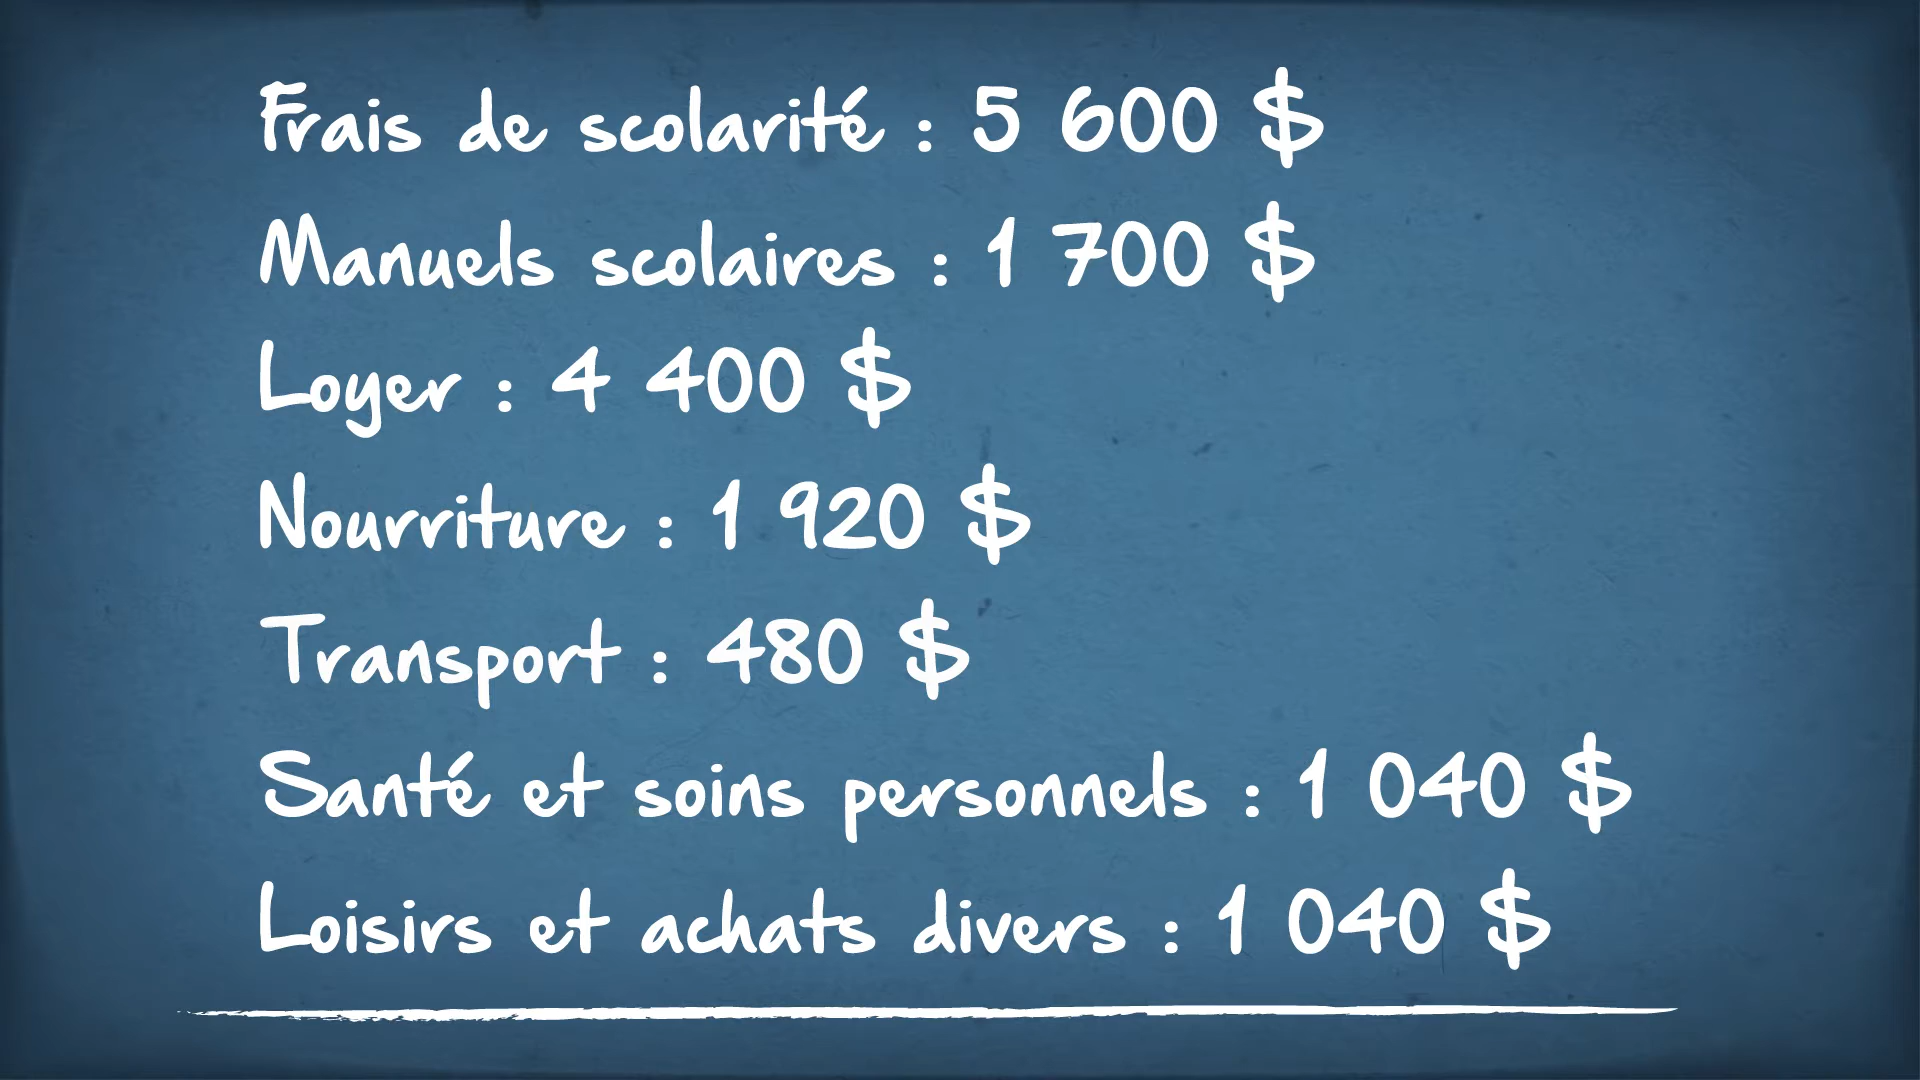 Frais de scolarité : 5 600 $
Manuels scolaires : 1 700 $
Loyer : 4 400 $
Nourriture : 1 920 $
Transport : 480 $
Santé et soins personnels : 1 040 $
Loisirs et achats divers : 1 040 $